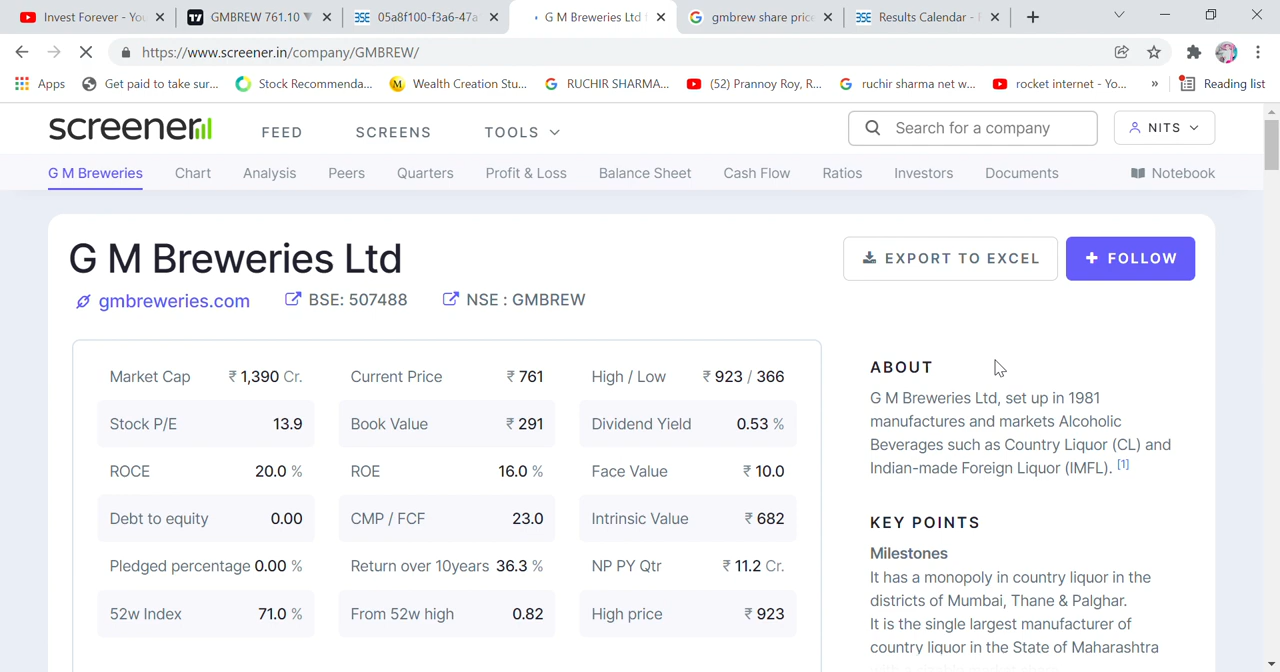 Invest Forever - You
GMBREW 761.10 ▼
05a8f100-f3a6-47a
G M Breweries Ltd
gmbrew share price
Results Calendar -
https://www.screener.in/company/GMBREW/
Apps
Get paid to take sur...
Stock Recommenda...
Wealth Creation Stu...
RUCHIR SHARMA...
(52) Prannoy Roy, R...
ruchir sharma net w...
rocket internet - Yo...
»
Reading list
screener
FEED
SCREENS
TOOLS
Search for a company
NITS
G M Breweries
Chart
Analysis
Peers
Quarters
Profit & Loss
Balance Sheet
Cash Flow
Ratios
Investors
Documents
Notebook
G M Breweries Ltd
EXPORT TO EXCEL
+ FOLLOW
gmbreweries.com
BSE: 507488
NSE : GMBREW
Market Cap ₹ 1,390 Cr.
Current Price ₹ 761
High / Low ₹ 923 / 366
Stock P/E 13.9
Book Value ₹ 291
Dividend Yield 0.53 %
ROCE 20.0 %
ROE 16.0 %
Face Value ₹ 10.0
Debt to equity 0.00
CMP / FCF 23.0
Intrinsic Value ₹ 682
Pledged percentage 0.00 %
Return over 10years 36.3 %
NP PY Qtr ₹ 11.2 Cr.
52w Index 71.0 %
From 52w high 0.82
High price ₹ 923
ABOUT
G M Breweries Ltd, set up in 1981
manufactures and markets Alcoholic
Beverages such as Country Liquor (CL) and
Indian-made Foreign Liquor (IMFL). [1]
KEY POINTS
Milestones
It has a monopoly in country liquor in the
districts of Mumbai, Thane & Palghar.
It is the single largest manufacturer of
country liquor in the State of Maharashtra